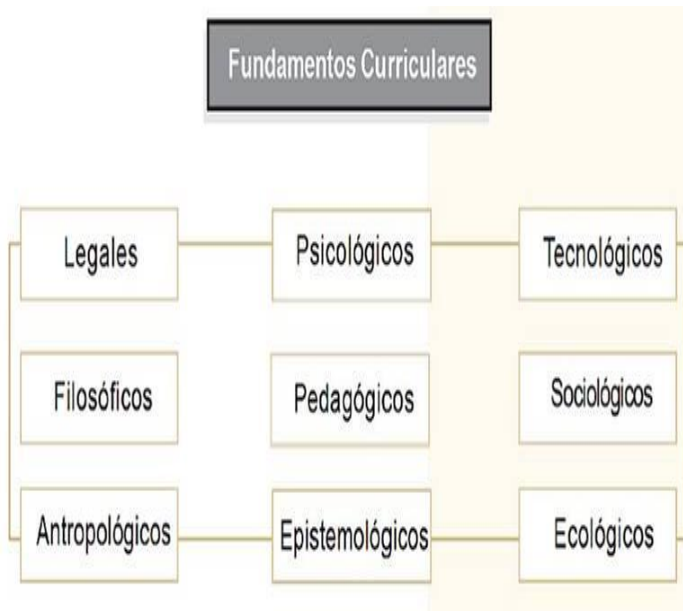 Fundamentos Curriculares
Legales
Psicológicos
Tecnológicos
Filosóficos
Pedagógicos
Sociológicos
Antropológicos
Epistemológicos
Ecológicos